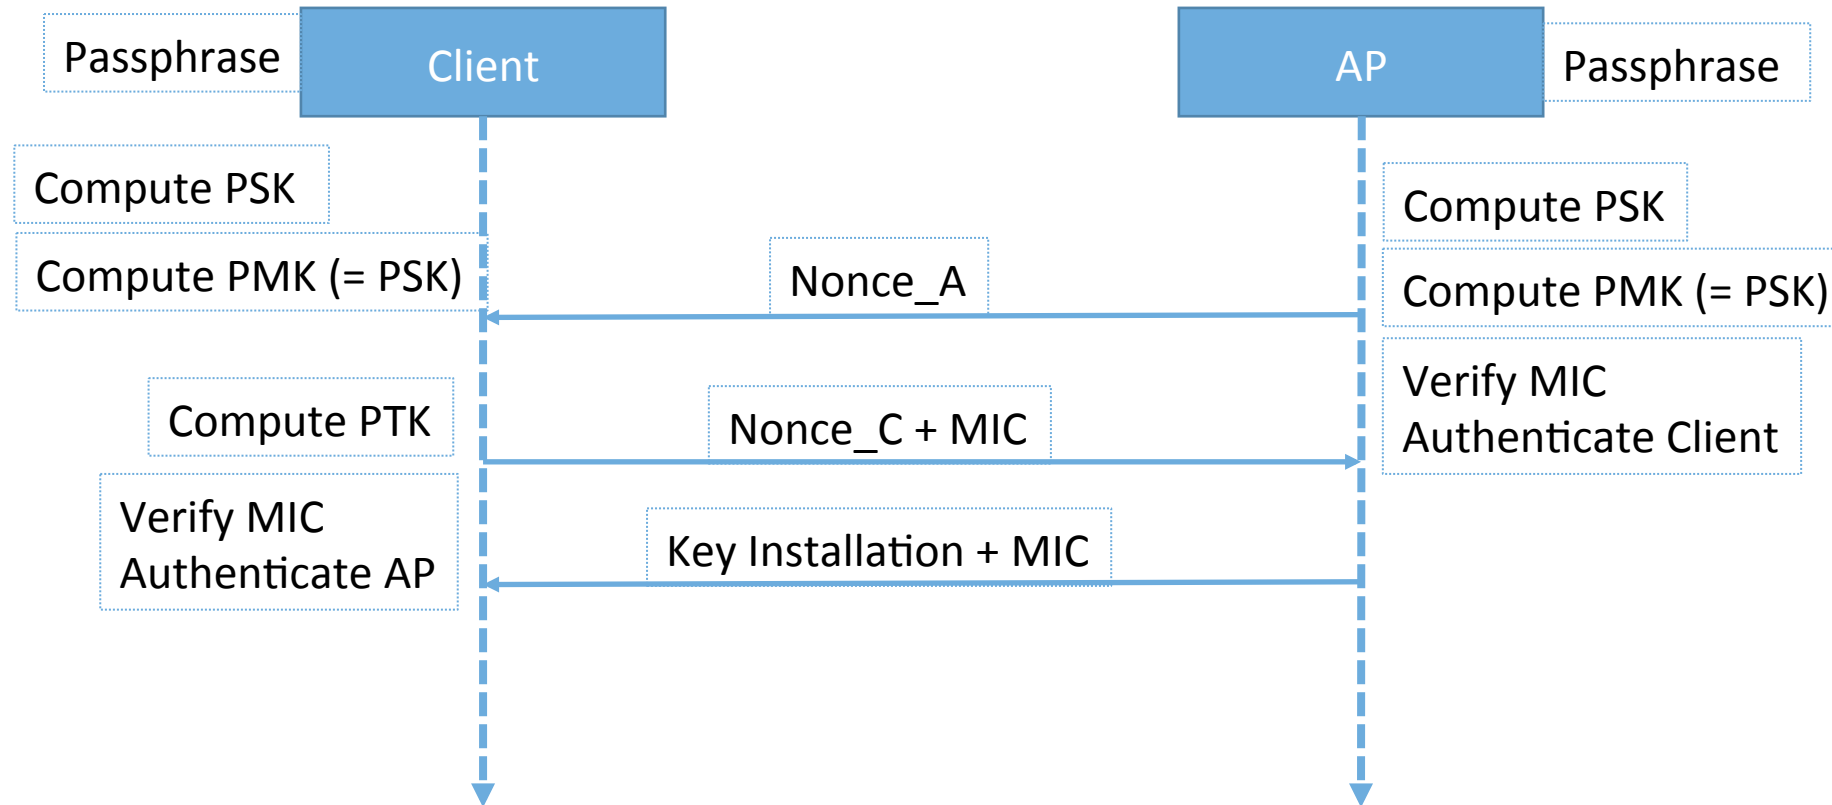 Passphrase
Client
AP
Passphrase
Compute PSK
Compute PSK
Compute PMK (= PSK)
Nonce_A
Compute PMK (= PSK)
Compute PTK
Nonce_C + MIC
Verify MIC
Authenticate Client
Verify MIC
Authenticate AP
Key Installation + MIC